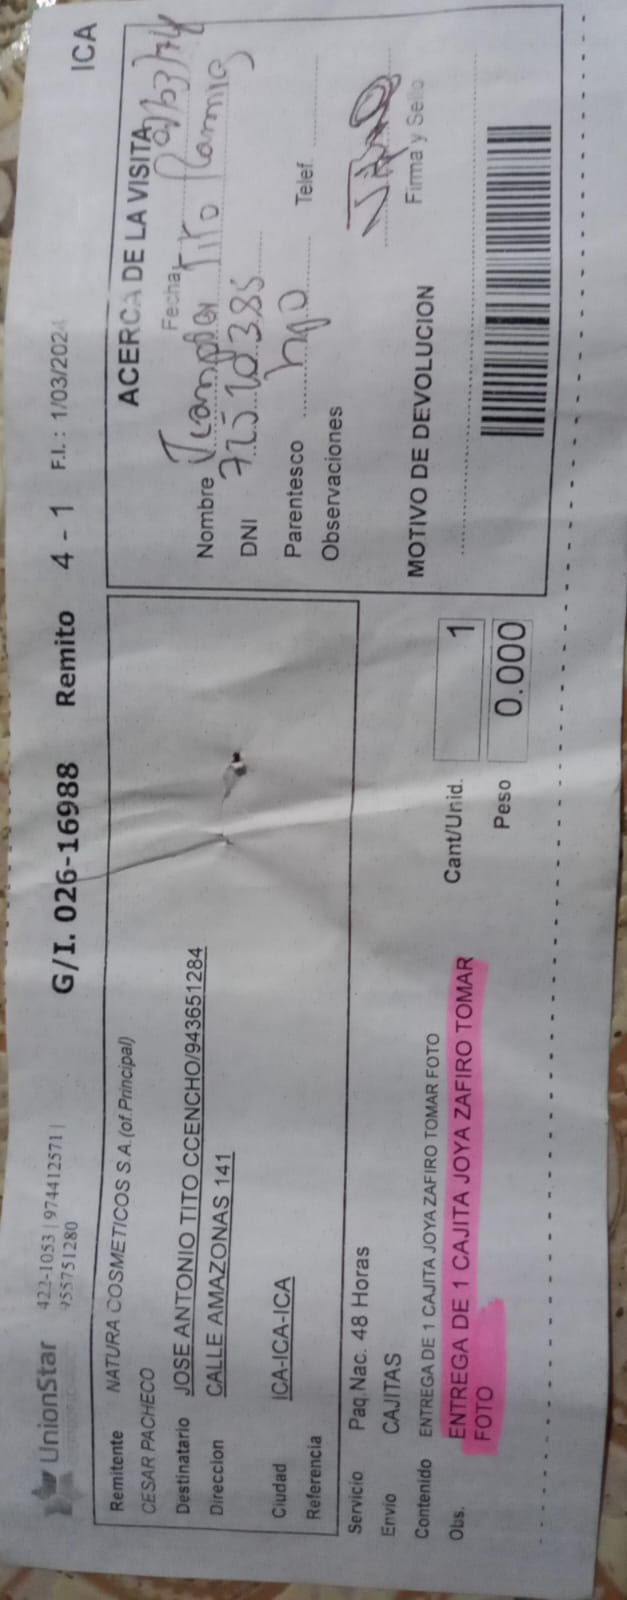 UnionStar
422-1053 | 974412571 |
955751280
G/I. 026-16988 Remito 4 - 1 F.I. : 1/03/2024 ICA
Remitente NATURA COSMETICOS S.A.(of.Principal)
CESAR PACHECO
Destinatario JOSE ANTONIO TITO CCENCHO/943651284
Direccion CALLE AMAZONAS 141
Ciudad ICA-ICA-ICA
Referencia
Servicio Paq.Nac. 48 Horas
Envio CAJITAS
Contenido ENTREGA DE 1 CAJITA JOYA ZAFIRO TOMAR FOTO
Obs. ENTREGA DE 1 CAJITA JOYA ZAFIRO TOMAR
FOTO
Cant/Unid. 1
Peso 0.000
ACERCA DE LA VISITA
Fecha
Nombre Tito
DNI
Parentesco Telef.
Observaciones
Firma y Sello
MOTIVO DE DEVOLUCION